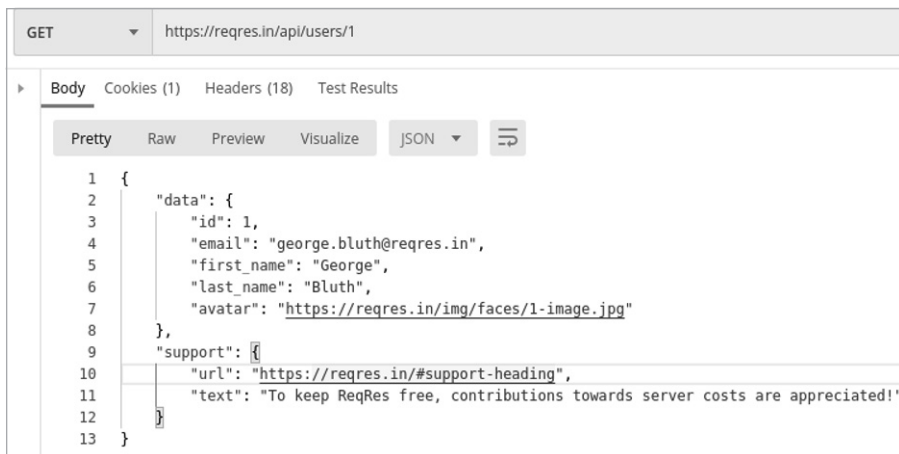 GET https://reqres.in/api/users/1
Body Cookies (1) Headers (18) Test Results
Pretty Raw Preview Visualize JSON
1 {
2 "data": {
3 "id": 1,
4 "email": "george.bluth@reqres.in",
5 "first_name": "George",
6 "last_name": "Bluth",
7 "avatar": "https://reqres.in/img/faces/1-image.jpg"
8 },
9 "support": {
10 "url": "https://reqres.in/#support-heading",
11 "text": "To keep ReqRes free, contributions towards server costs are appreciated!"
12 }
13 }